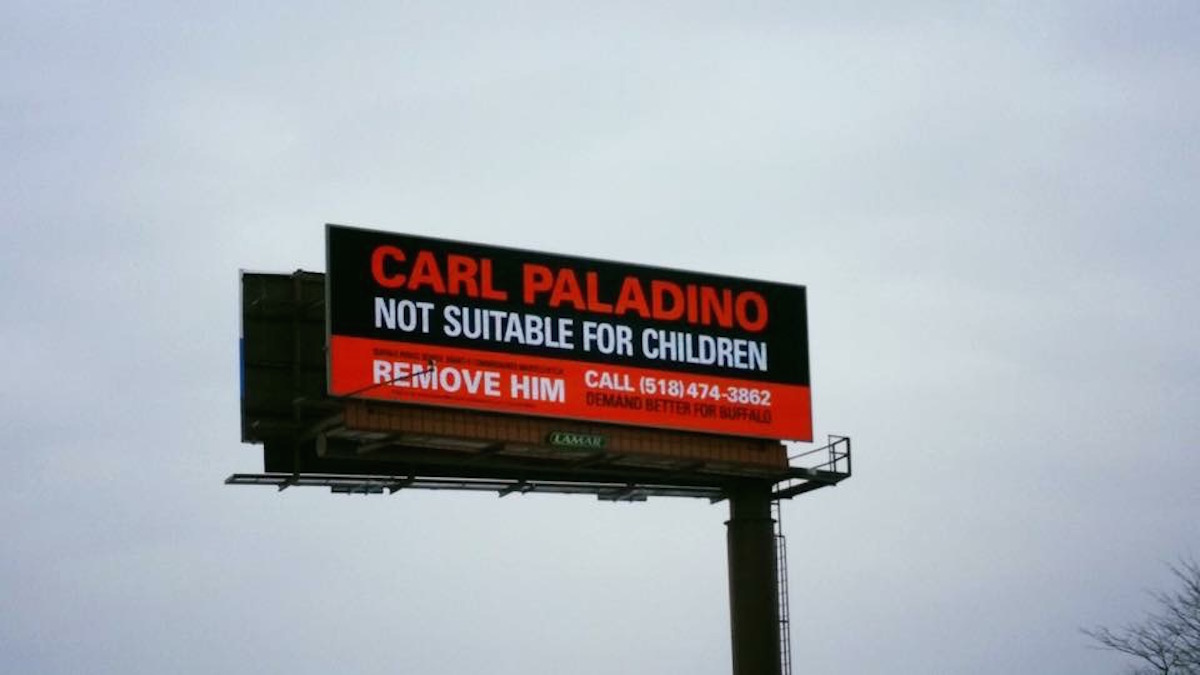 CARL PALADINO
NOT SUITABLE FOR CHILDREN
REMOVE HIM
CALL (518) 474-3862
DEMAND BETTER FOR BUFFALO
LAMAR